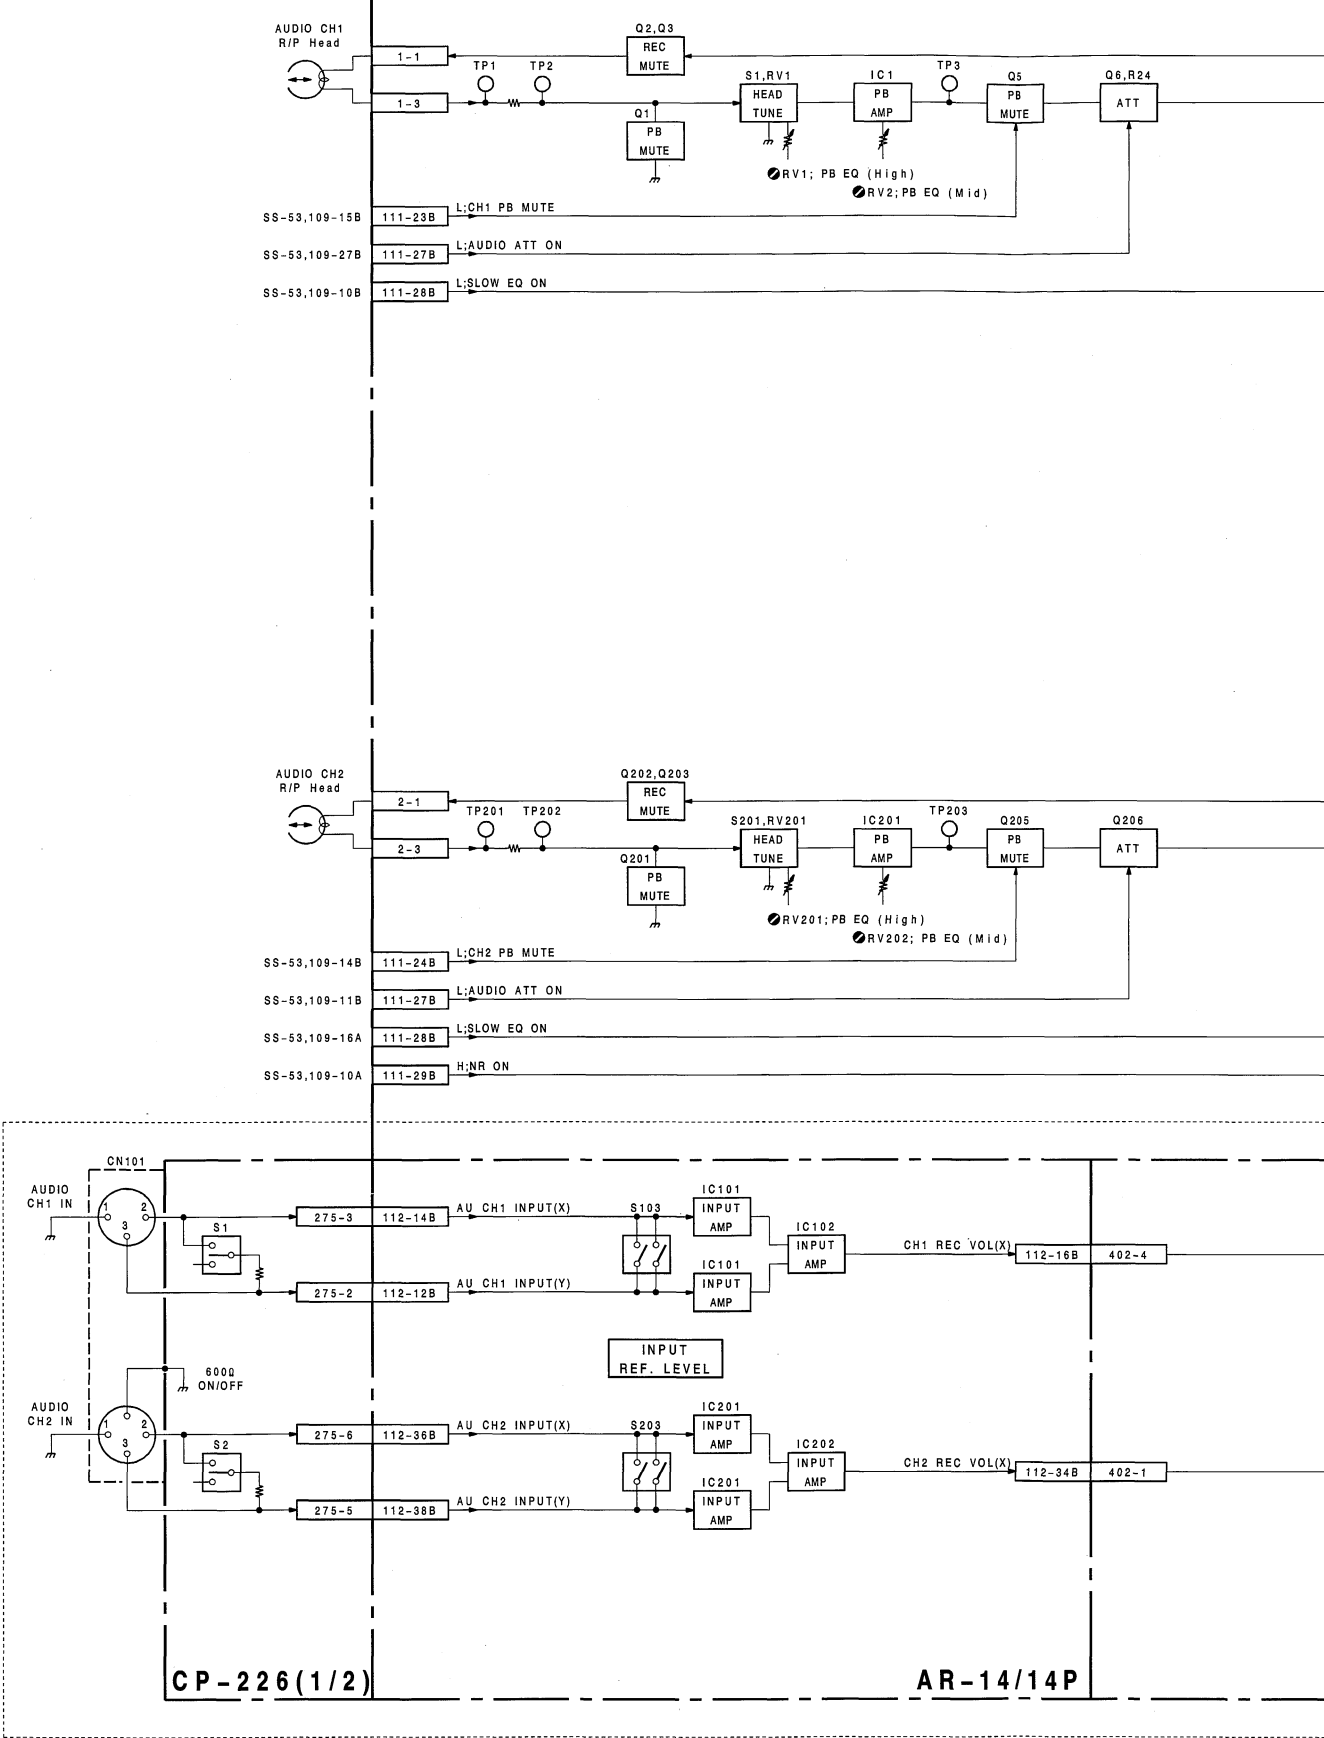 AUDIO CH1
R/P Head
1-1
1-3
TP1
TP2
Q2,Q3
REC
MUTE
Q1
PB
MUTE
S1,RV1
HEAD
TUNE
IC1
PB
AMP
TP3
Q5
PB
MUTE
Q6,R24
ATT
RV1; PB EQ (High)
RV2;PB EQ (Mid)
SS-53,109-15B
111-23B
L;CH1 PB MUTE
SS-53,109-27B
111-27B
L;AUDIO ATT ON
SS-53,109-10B
111-28B
L;SLOW EQ ON
AUDIO CH2
R/P Head
2-1
2-3
TP201
TP202
Q202,Q203
REC
MUTE
Q201
PB
MUTE
S201,RV201
HEAD
TUNE
IC201
PB
AMP
TP203
Q205
PB
MUTE
Q206
ATT
RV201;PB EQ (High)
RV202; PB EQ (Mid)
SS-53,109-14B
111-24B
L;CH2 PB MUTE
SS-53,109-11B
111-27B
L;AUDIO ATT ON
SS-53,109-16A
111-28B
L;SLOW EQ ON
SS-53,109-10A
111-29B
H;NR ON
CN101
AUDIO
CH1 IN
1
2
3
S1
275-3
112-14B
AU CH1 INPUT(X)
275-2
112-12B
AU CH1 INPUT(Y)
S103
IC101
INPUT
AMP
IC101
INPUT
AMP
IC102
INPUT
AMP
CH1 REC VOL(X)
112-16B
402-4
INPUT
REF. LEVEL
600Ω
ON/OFF
AUDIO
CH2 IN
1
2
3
S2
275-6
112-36B
AU CH2 INPUT(X)
275-5
112-38B
AU CH2 INPUT(Y)
S203
IC201
INPUT
AMP
IC201
INPUT
AMP
IC202
INPUT
AMP
CH2 REC VOL(X)
112-34B
402-1
CP-226(1/2)
AR-14/14P